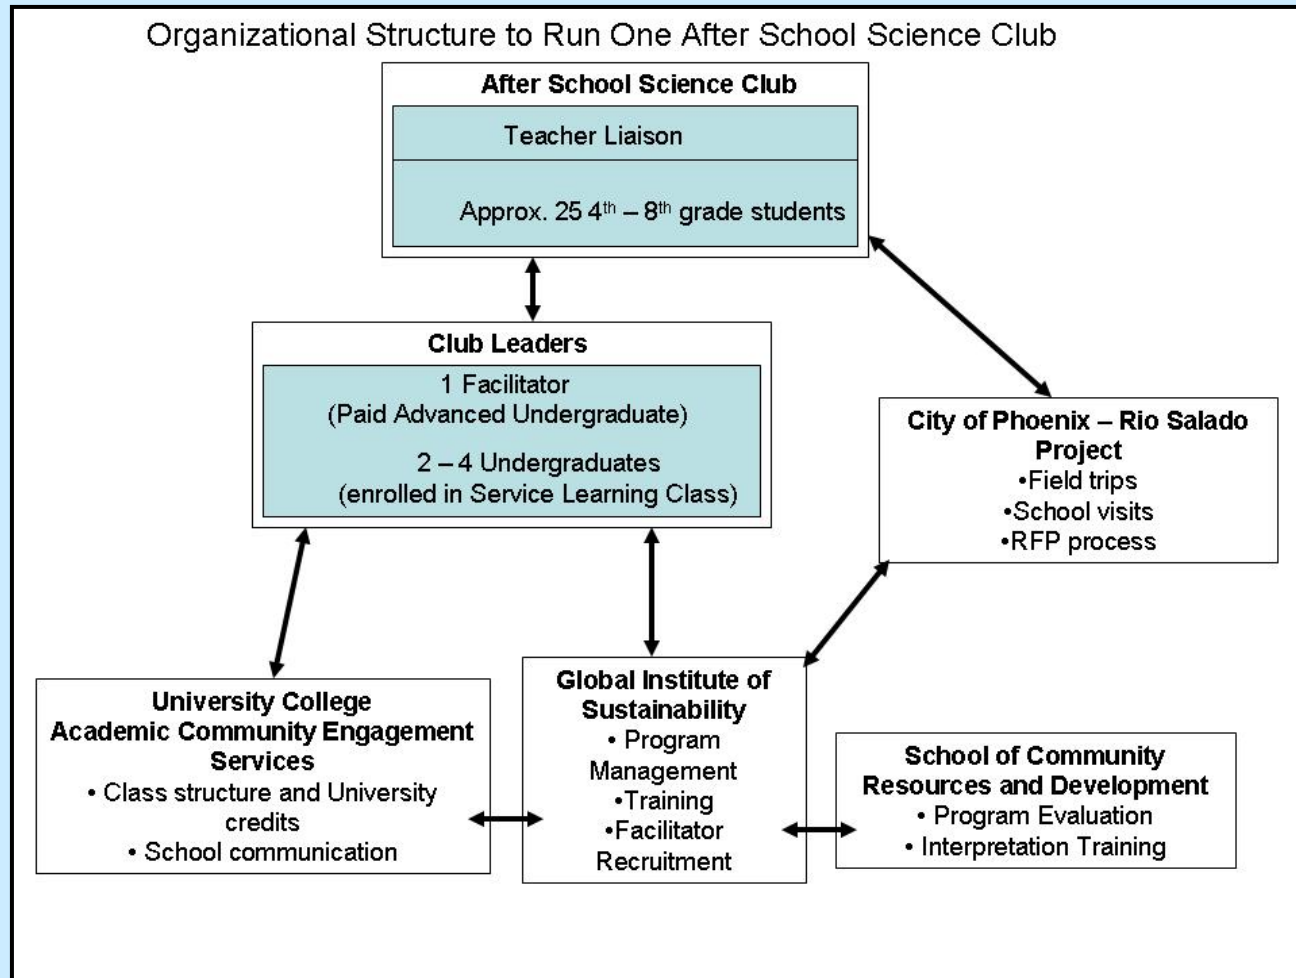 Organizational Structure to Run One After School Science Club
After School Science Club
Teacher Liaison
Approx. 25 4th – 8th grade students
Club Leaders
1 Facilitator
(Paid Advanced Undergraduate)
2 – 4 Undergraduates
(enrolled in Service Learning Class)
City of Phoenix – Rio Salado
Project
•Field trips
•School visits
•RFP process
University College
Academic Community Engagement
Services
• Class structure and University
credits
• School communication
Global Institute of
Sustainability
• Program
Management
•Training
•Facilitator
Recruitment
School of Community
Resources and Development
• Program Evaluation
• Interpretation Training